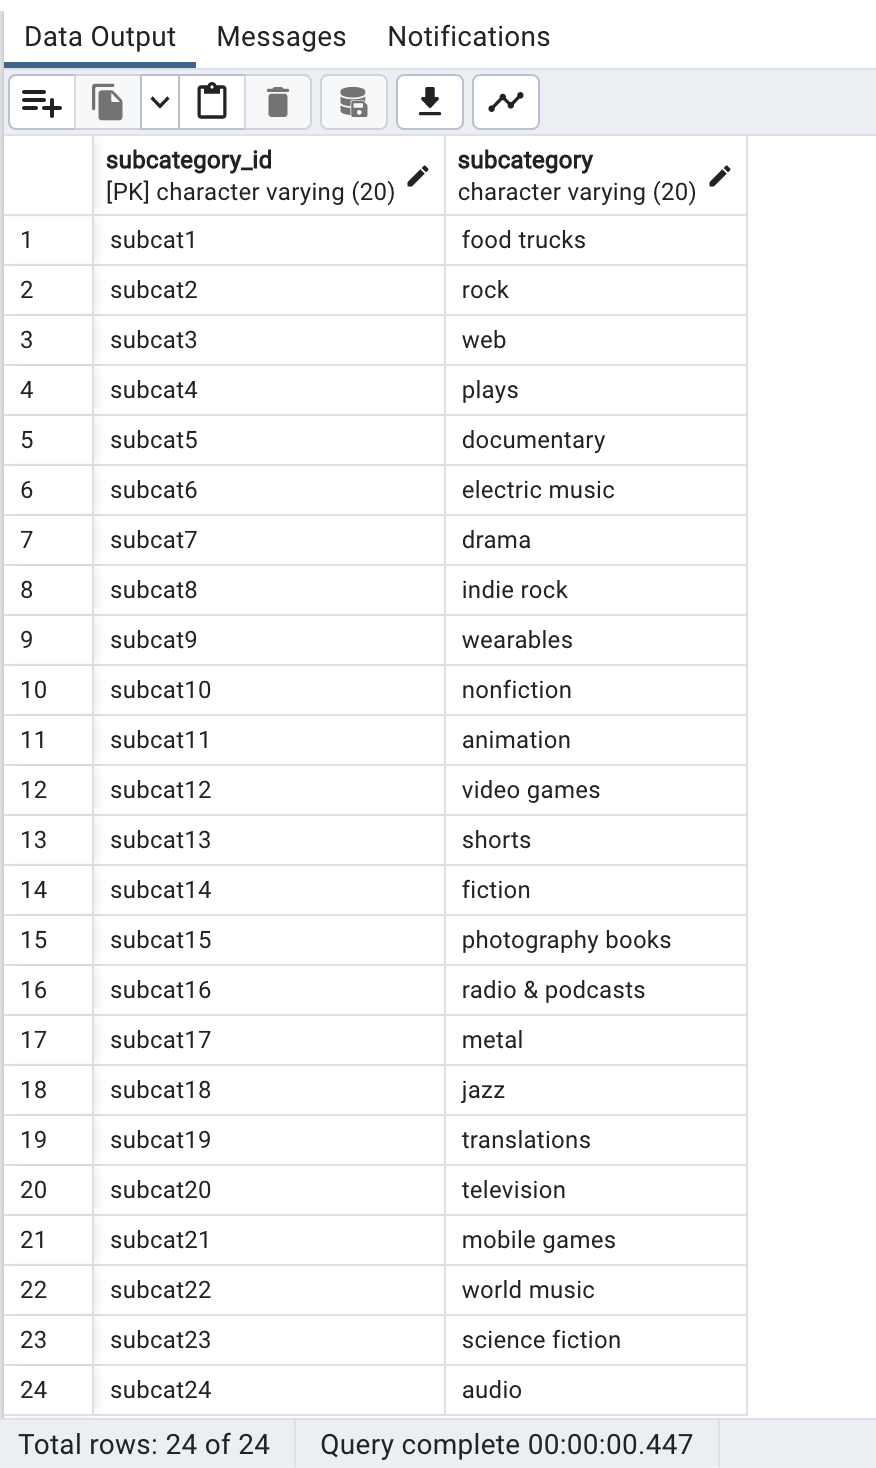 Data Output Messages Notifications
subcategory_id subcategory
[PK] character varying (20) character varying (20)
1 subcat1 food trucks
2 subcat2 rock
3 subcat3 web
4 subcat4 plays
5 subcat5 documentary
6 subcat6 electric music
7 subcat7 drama
8 subcat8 indie rock
9 subcat9 wearables
10 subcat10 nonfiction
11 subcat11 animation
12 subcat12 video games
13 subcat13 shorts
14 subcat14 fiction
15 subcat15 photography books
16 subcat16 radio & podcasts
17 subcat17 metal
18 subcat18 jazz
19 subcat19 translations
20 subcat20 television
21 subcat21 mobile games
22 subcat22 world music
23 subcat23 science fiction
24 subcat24 audio
Total rows: 24 of 24 Query complete 00:00:00.447